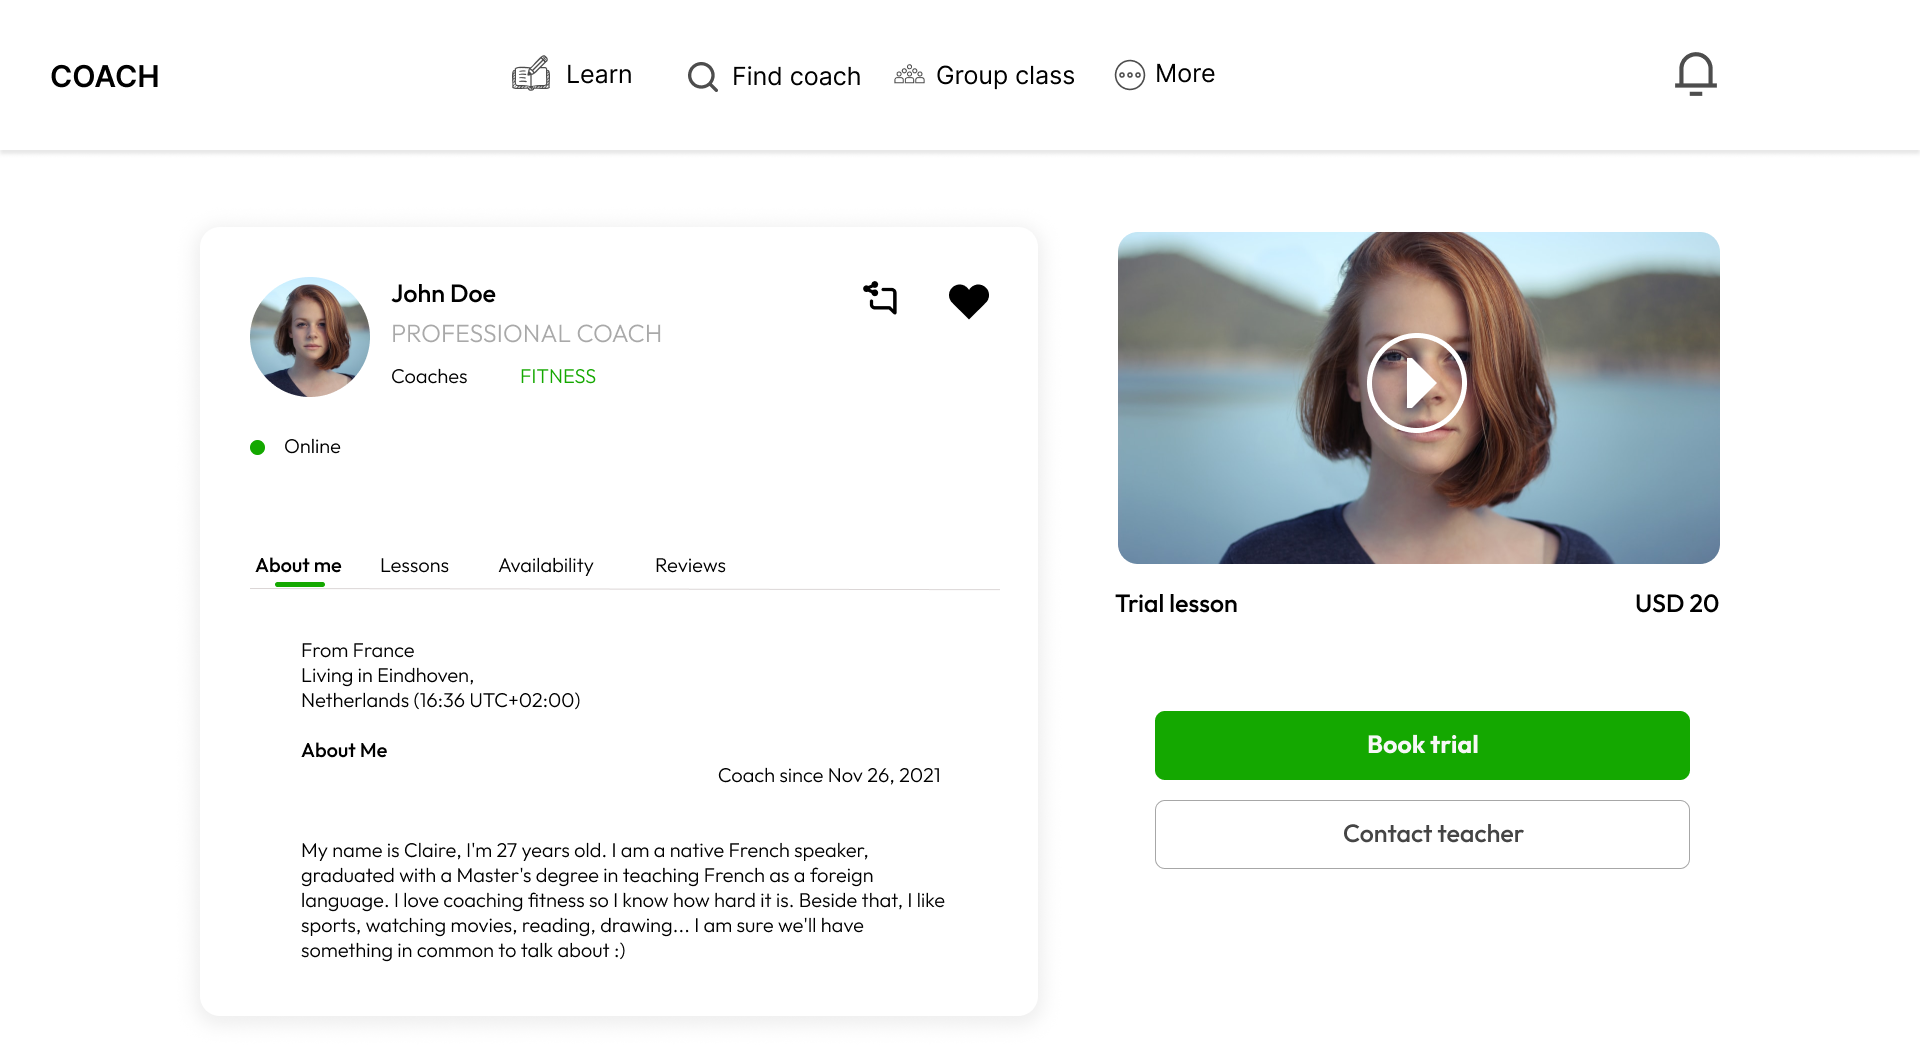 COACH
Learn
Find coach
Group class
More
John Doe
PROFESSIONAL COACH
Coaches FITNESS
Online
About me Lessons Availability Reviews
From France
Living in Eindhoven,
Netherlands (16:36 UTC+02:00)
About Me
Coach since Nov 26, 2021
My name is Claire, I'm 27 years old. I am a native French speaker,
graduated with a Master's degree in teaching French as a foreign
language. I love coaching fitness so I know how hard it is. Beside that, I like
sports, watching movies, reading, drawing... I am sure we'll have
something in common to talk about :)
Trial lesson USD 20
Book trial
Contact teacher